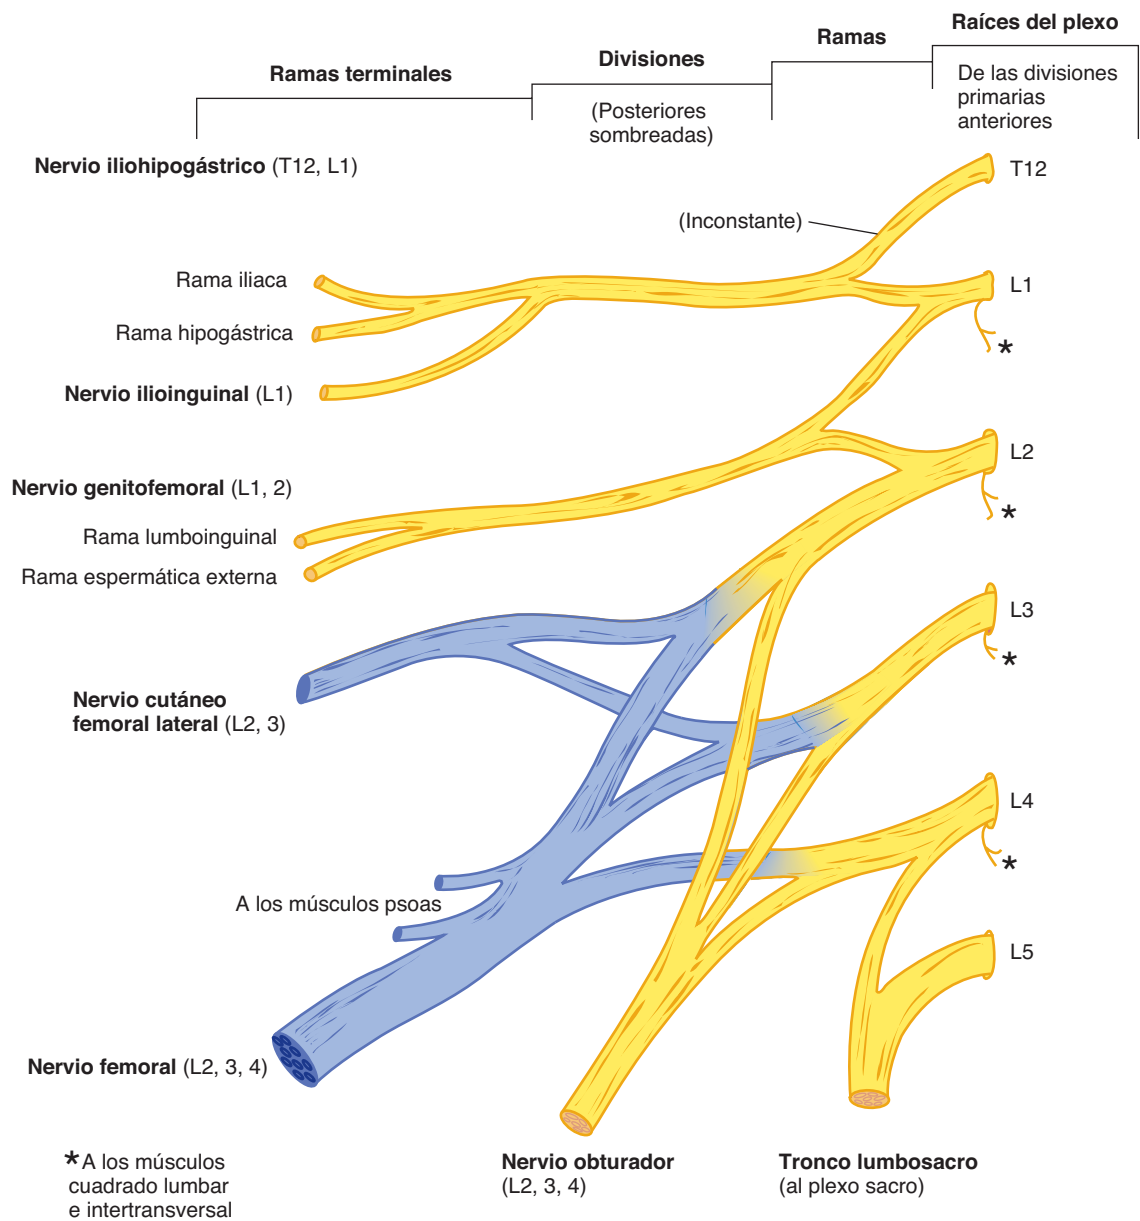 Raíces del plexo
Ramas
Divisiones
Ramas terminales
De las divisiones
primarias
anteriores
(Posteriores
sombreadas)
Nervio iliohipogástrico (T12, L1)
T12
(Inconstante)
Rama iliaca
L1
Rama hipogástrica
*
Nervio ilioinguinal (L1)
L2
Nervio genitofemoral (L1, 2)
*
Rama lumboinguinal
Rama espermática externa
L3
*
Nervio cutáneo
femoral lateral (L2, 3)
L4
*
A los músculos psoas
L5
Nervio femoral (L2, 3, 4)
*A los músculos
cuadrado lumbar
e intertransversal
Nervio obturador
(L2, 3, 4)
Tronco lumbosacro
(al plexo sacro)